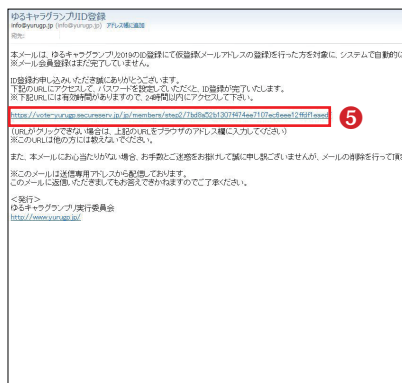 ゆるキャラグランプリID登録
info@yurugp.jp (info@yurugp.jp) アドレス帳に追加
宛先:
本メールは、ゆるキャラグランプリ2019のID登録にて仮登録(メールアドレスの登録)を行った方を対象に、システムで自動的に
※メール会員登録はまだ完了していません。
ID登録お申し込みいただき誠にありがとうございます。
下記のURLにアクセスして、パスワードを設定していただくと、ID登録が完了いたします。
※下記URLには有効時間がありますので、24時間以内にアクセスして下さい。
https://vote-yurugp.secureserv.jp/jp/members/step2/71bd8a52b1307f474ee7107ec6eee12ffdf1eaed
❺
(URLがクリックできない場合は、上記のURLをブラウザのアドレス欄に入力してください)
※このURLは他の方には教えないでください。
また、本メールにお心当たりがない場合、お手数とご迷惑をお掛けして誠に申し訳ございませんが、メールの削除を行って頂
※このメールは送信専用アドレスから配信しております。
このメールに返信いただきましてもお答えできかねますのでご了承ください。
<発行>
ゆるキャラグランプリ実行委員会
http://www.yurugp.jp/